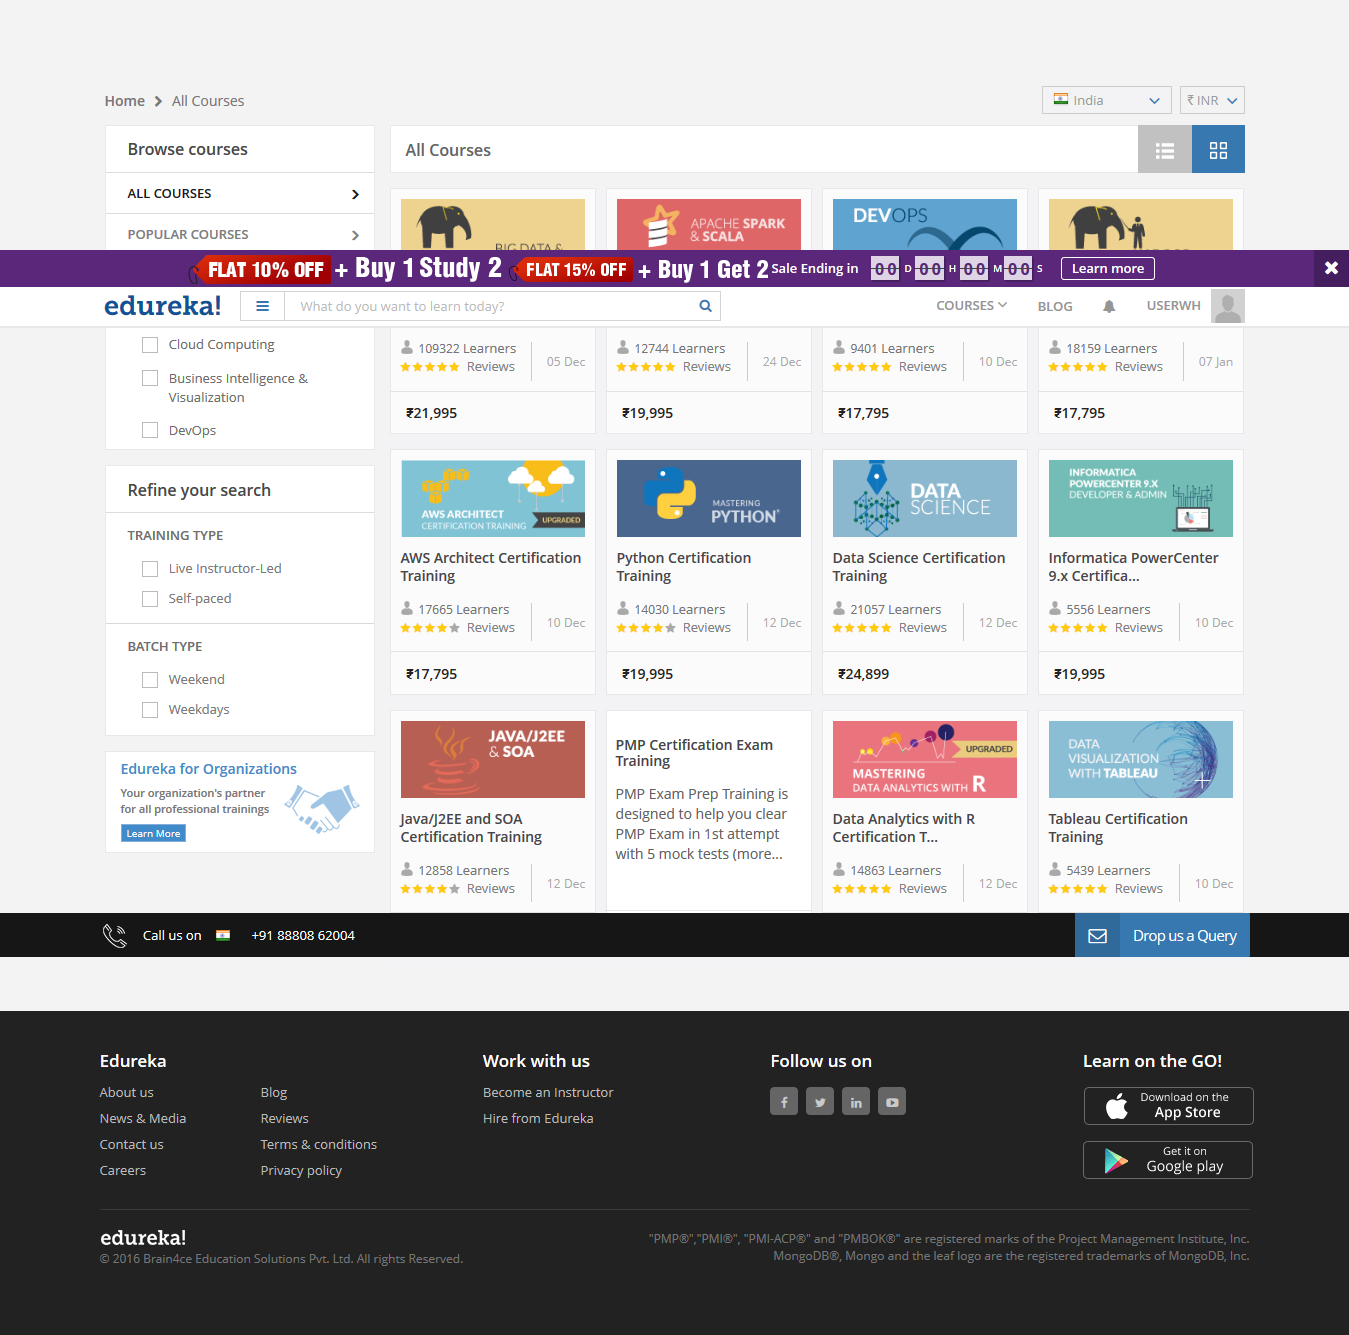 Home All Courses
India
₹ INR
Browse courses
ALL COURSES
POPULAR COURSES
All Courses
DEVOPS
APACHE SPARK
& SCALA
BIG DATA &
FLAT 10% OFF + Buy 1 Study 2 FLAT 15% OFF + Buy 1 Get 2 Sale Ending in 00 D 00 H 00 M 00 S Learn more
edureka! What do you want to learn today? COURSES BLOG USERWH
Cloud Computing
Business Intelligence &
Visualization
DevOps
109322 Learners
Reviews
05 Dec
₹21,995
12744 Learners
Reviews
24 Dec
₹19,995
9401 Learners
Reviews
10 Dec
₹17,795
18159 Learners
Reviews
07 Jan
₹17,795
Refine your search
TRAINING TYPE
Live Instructor-Led
Self-paced
BATCH TYPE
Weekend
Weekdays
AWS ARCHITECT
CERTIFICATION TRAINING UPGRADED
AWS Architect Certification
Training
17665 Learners
Reviews
10 Dec
₹17,795
MASTERING
PYTHON
Python Certification
Training
14030 Learners
Reviews
12 Dec
₹19,995
DATA
SCIENCE
Data Science Certification
Training
21057 Learners
Reviews
12 Dec
₹24,899
INFORMATICA
POWERCENTER 9.X
DEVELOPER & ADMIN
Informatica PowerCenter
9.x Certifica...
5556 Learners
Reviews
10 Dec
₹19,995
Edureka for Organizations
Your organization's partner
for all professional trainings
Learn More
JAVA/J2EE
& SOA
Java/J2EE and SOA
Certification Training
12858 Learners
Reviews
12 Dec
PMP Certification Exam
Training
PMP Exam Prep Training is
designed to help you clear
PMP Exam in 1st attempt
with 5 mock tests (more...
UPGRADED
MASTERING
DATA ANALYTICS WITH R
Data Analytics with R
Certification T...
14863 Learners
Reviews
12 Dec
DATA
VISUALIZATION
WITH TABLEAU
Tableau Certification
Training
5439 Learners
Reviews
10 Dec
Call us on +91 88808 62004
Drop us a Query
Edureka
About us
News & Media
Contact us
Careers
Blog
Reviews
Terms & conditions
Privacy policy
Work with us
Become an Instructor
Hire from Edureka
Follow us on
Learn on the GO!
Download on the
App Store
Get it on
Google play
edureka!
© 2016 Brain4ce Education Solutions Pvt. Ltd. All rights Reserved.
"PMP®","PMI®", "PMI-ACP®" and "PMBOK®" are registered marks of the Project Management Institute, Inc.
MongoDB®, Mongo and the leaf logo are the registered trademarks of MongoDB, Inc.